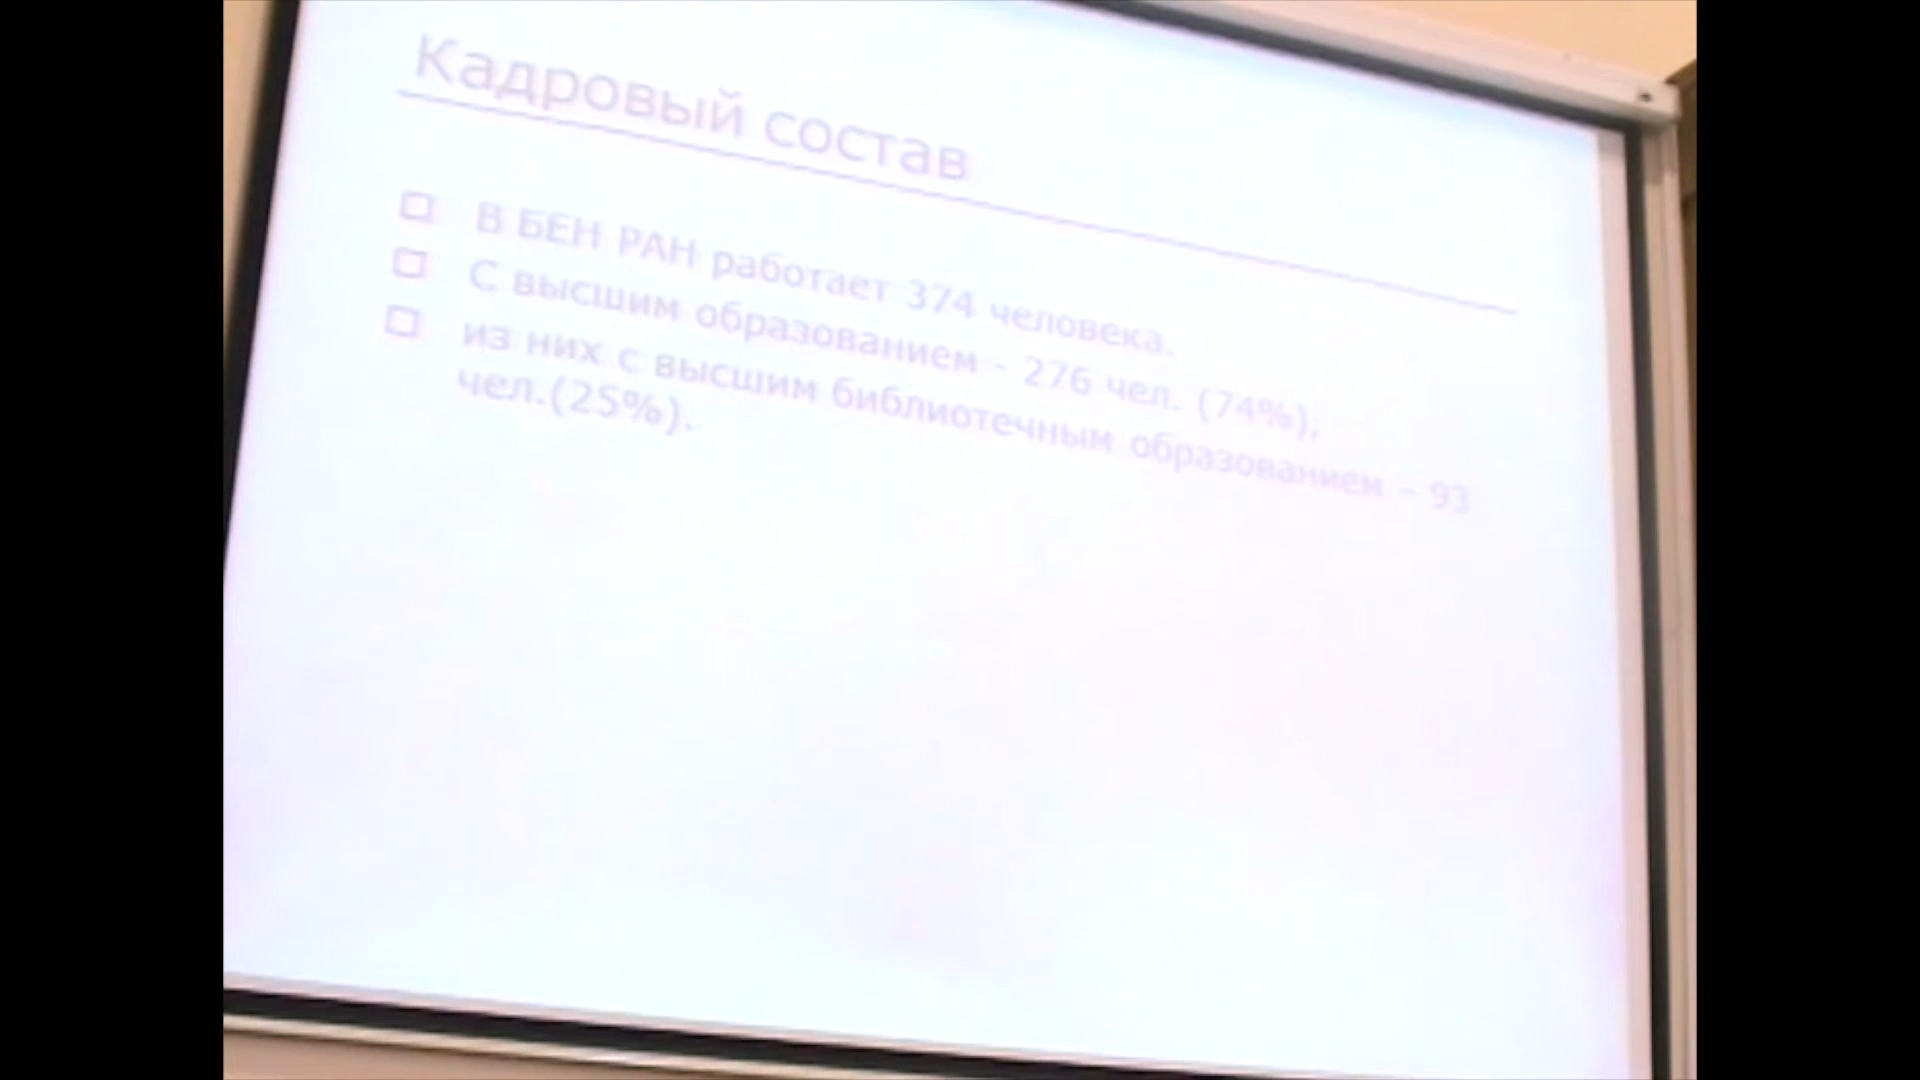 Кадровый состав
В БЕН РАН работает 374 человека.
С высшим образованием - 276 чел. (74%),
из них с высшим библиотечным образованием – 93
чел.(25%).